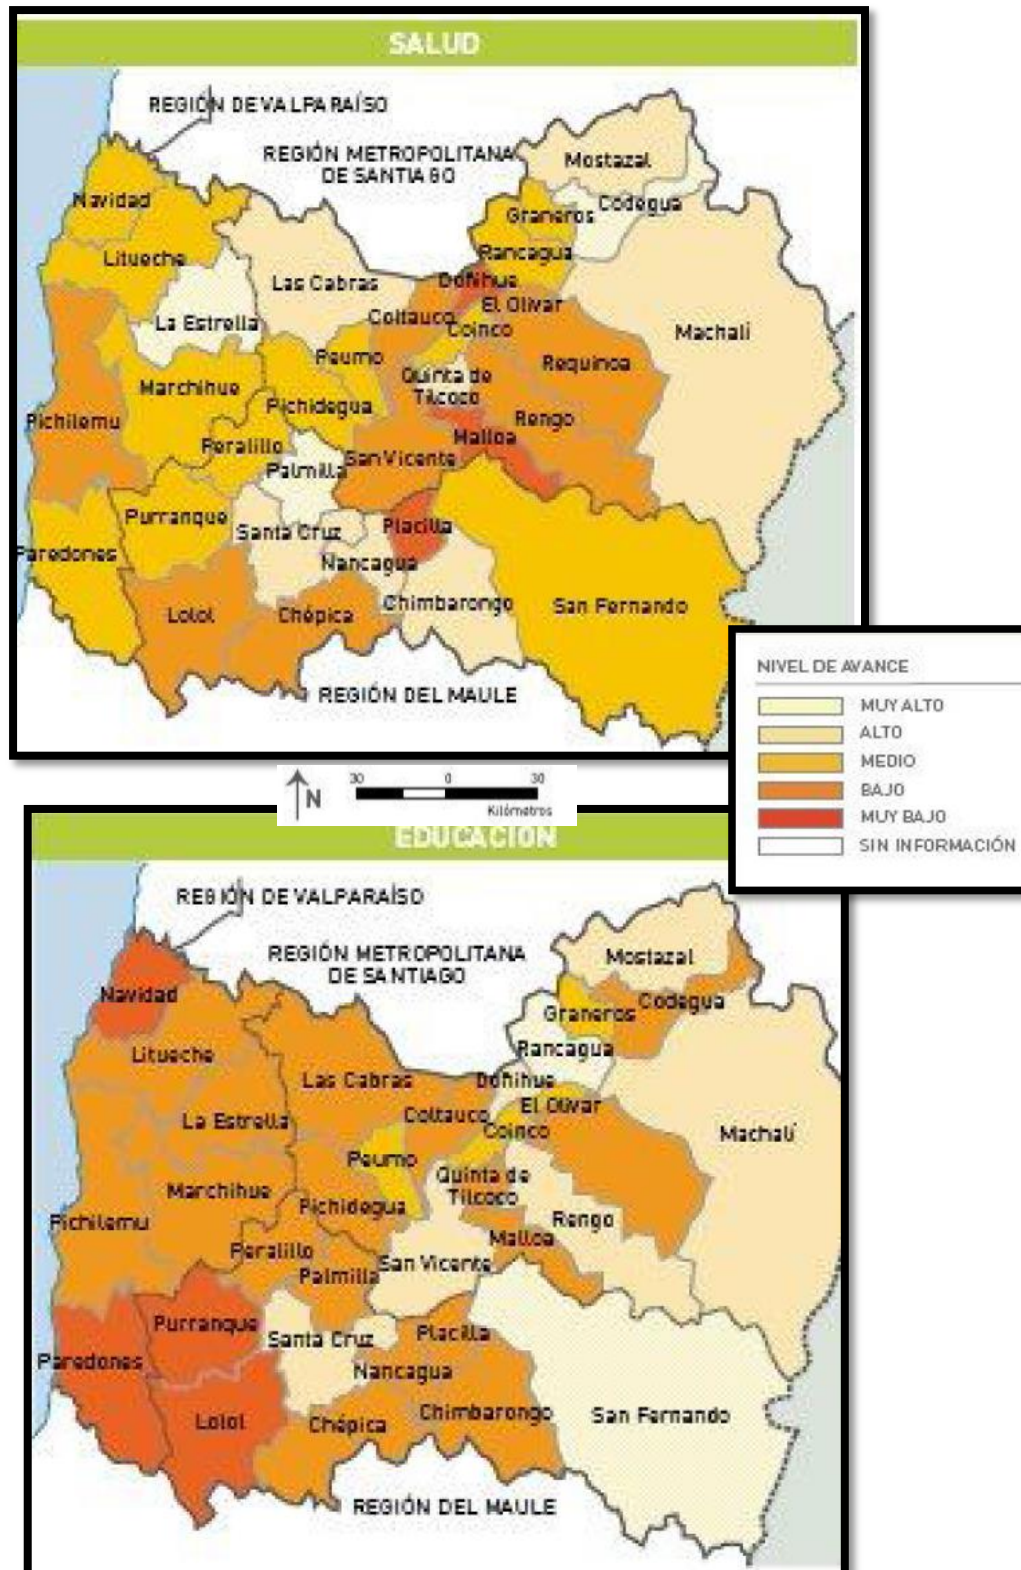 SALUD
REGIÓN DE VALPARAÍSO
REGIÓN METROPOLITANA
DE SANTIAGO
Mostazal
Codegua
Graneros
Navidad
Rancagua
Litueche
Doñihue
Las Cabras
El Olivar
Coltauco
La Estrella
Coinco
Machalí
Peumo
Requinoa
Quinta de
Tilcoco
Marchihue
Pichidegua
Pichilemu
Rengo
Malloa
Peralillo
San Vicente
Palmilla
Purranque
Santa Cruz
Placilla
Paredones
Nancagua
Chimbarongo
San Fernando
Lolol
Chépica
REGIÓN DEL MAULE
NIVEL DE AVANCE
MUY ALTO
ALTO
MEDIO
BAJO
MUY BAJO
SIN INFORMACIÓN
N
30 0 30
Kilómetros
EDUCACION
REGIÓN DE VALPARAÍSO
REGIÓN METROPOLITANA
DE SANTIAGO
Mostazal
Navidad
Codegua
Graneros
Rancagua
Litueche
Las Cabras
Doñihue
El Olivar
Coltauco
La Estrella
Coinco
Machalí
Peumo
Quinta de
Tilcoco
Marchihue
Pichidegua
Pichilemu
Rengo
Malloa
Peralillo
San Vicente
Palmilla
Purranque
Santa Cruz
Placilla
Paredones
Nancagua
Chimbarongo
San Fernando
Lolol
Chépica
REGIÓN DEL MAULE